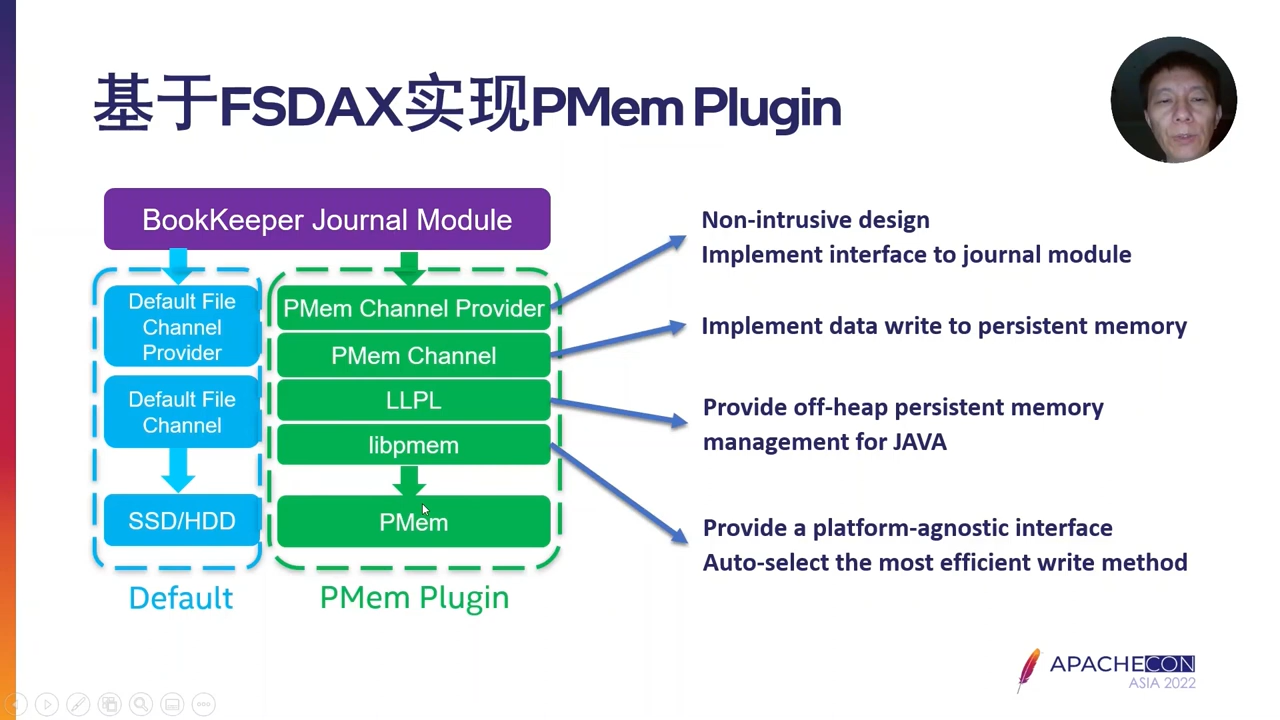 基于FSDAX实现PMem Plugin
BookKeeper Journal Module
Default File
Channel
Provider
Default File
Channel
SSD/HDD
Default
PMem Channel Provider
PMem Channel
LLPL
libpmem
PMem
PMem Plugin
Non-intrusive design
Implement interface to journal module
Implement data write to persistent memory
Provide off-heap persistent memory
management for JAVA
Provide a platform-agnostic interface
Auto-select the most efficient write method
APACHECON
ASIA 2022